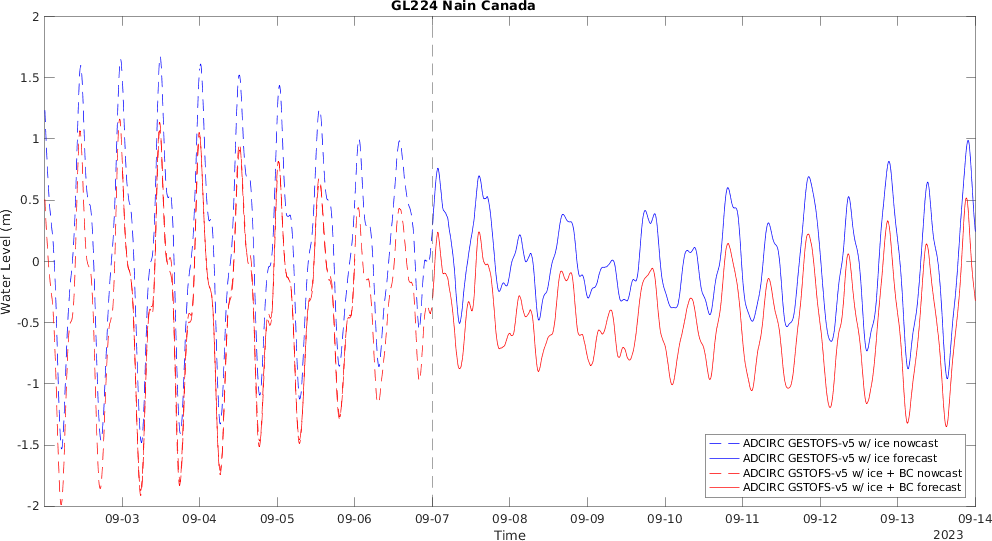 GL224 Nain Canada
Water Level (m)
2
1.5
1
0.5
0
-0.5
-1
-1.5
-2
ADCIRC GESTOFS-v5 w/ ice nowcast
ADCIRC GESTOFS-v5 w/ ice forecast
ADCIRC GSTOFS-v5 w/ ice + BC nowcast
ADCIRC GSTOFS-v5 w/ ice + BC forecast
09-03 09-04 09-05 09-06 09-07 09-08 09-09 09-10 09-11 09-12 09-13 09-14
Time
2023